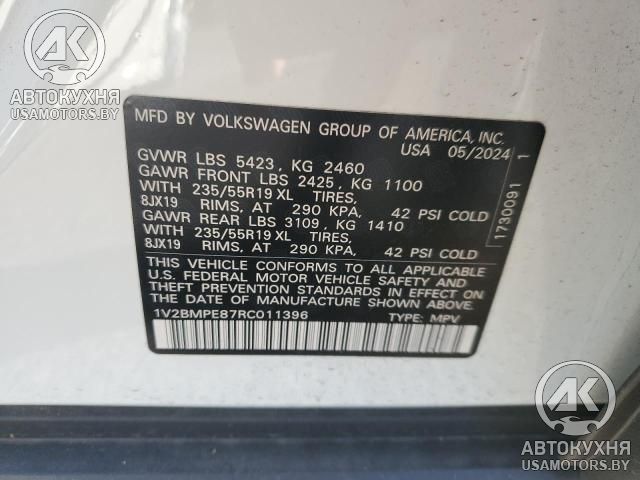 AK
АВТОКУХНЯ
USAMOTORS.BY
MFD BY VOLKSWAGEN GROUP OF AMERICA, INC.
USA 05/2024
GVWR LBS 5423, KG 2460
GAWR FRONT LBS 2425, KG 1100
WITH 235/55R19 XL TIRES,
8JX19 RIMS, AT 290 KPA, 42 PSI COLD
GAWR REAR LBS 3109, KG 1410
WITH 235/55R19 XL TIRES,
8JX19 RIMS, AT 290 KPA, 42 PSI COLD
THIS VEHICLE CONFORMS TO ALL APPLICABLE
U.S. FEDERAL MOTOR VEHICLE SAFETY AND
THEFT PREVENTION STANDARDS IN EFFECT ON
THE DATE OF MANUFACTURE SHOWN ABOVE.
1V2BMPE87RC011396 TYPE: MPV
1730091 1
AK
АВТОКУХНЯ
USAMOTORS.BY